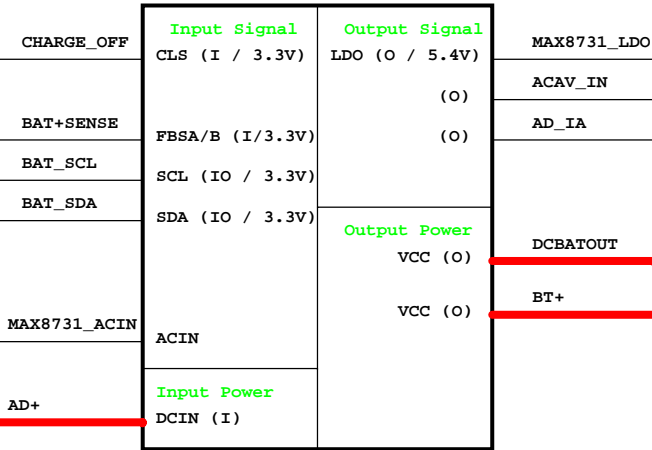 Input Signal
Output Signal
CHARGE_OFF
CLS (I / 3.3V)
LDO (O / 5.4V)
MAX8731_LDO
(O)
ACAV_IN
BAT+SENSE
FBSA/B (I/3.3V)
(O)
AD_IA
BAT_SCL
SCL (IO / 3.3V)
BAT_SDA
SDA (IO / 3.3V)
Output Power
VCC (O)
DCBATOUT
VCC (O)
BT+
MAX8731_ACIN
ACIN
Input Power
AD+
DCIN (I)